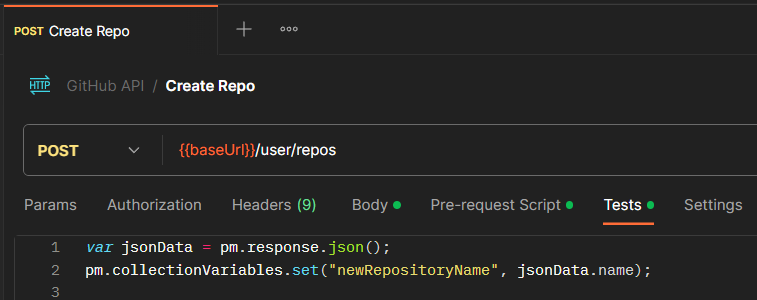 POST Create Repo
HTTP GitHub API / Create Repo
POST {{baseUrl}}/user/repos
Params Authorization Headers (9) Body Pre-request Script Tests Settings
1 var jsonData = pm.response.json();
2 pm.collectionVariables.set("newRepositoryName", jsonData.name);
3